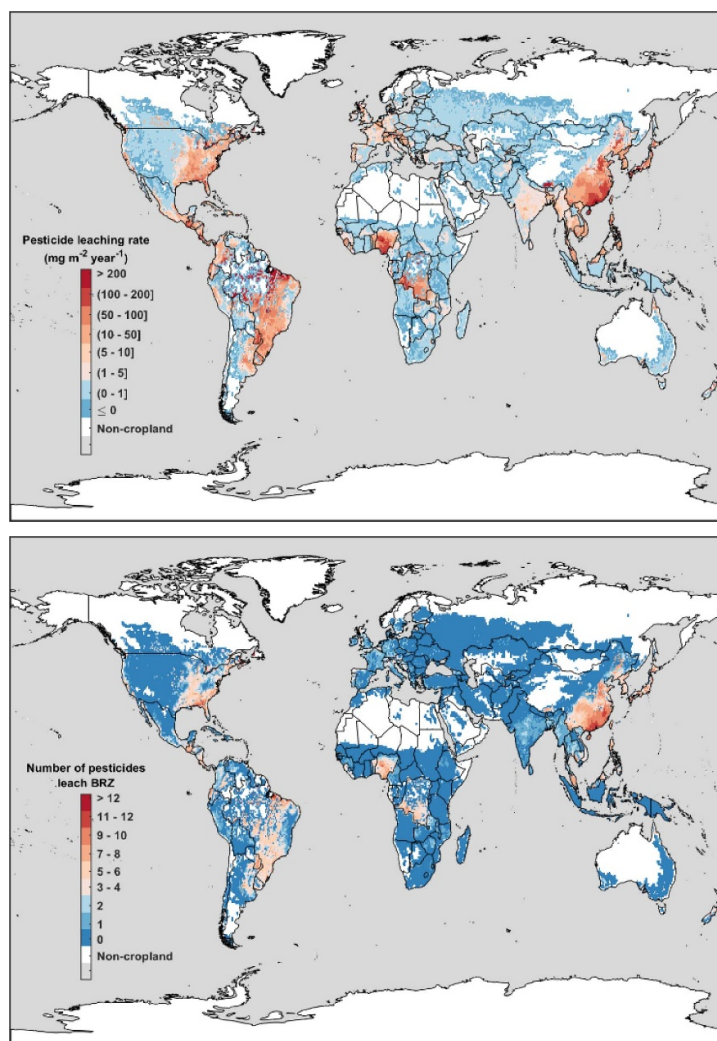 Pesticide leaching rate
(mg m⁻² year⁻¹)
> 200
(100 - 200]
(50 - 100]
(10 - 50]
(5 - 10]
(1 - 5]
(0 - 1]
≤ 0
Non-cropland
Number of pesticides
leach BRZ
> 12
11 - 12
9 - 10
7 - 8
5 - 6
3 - 4
2
1
0
Non-cropland